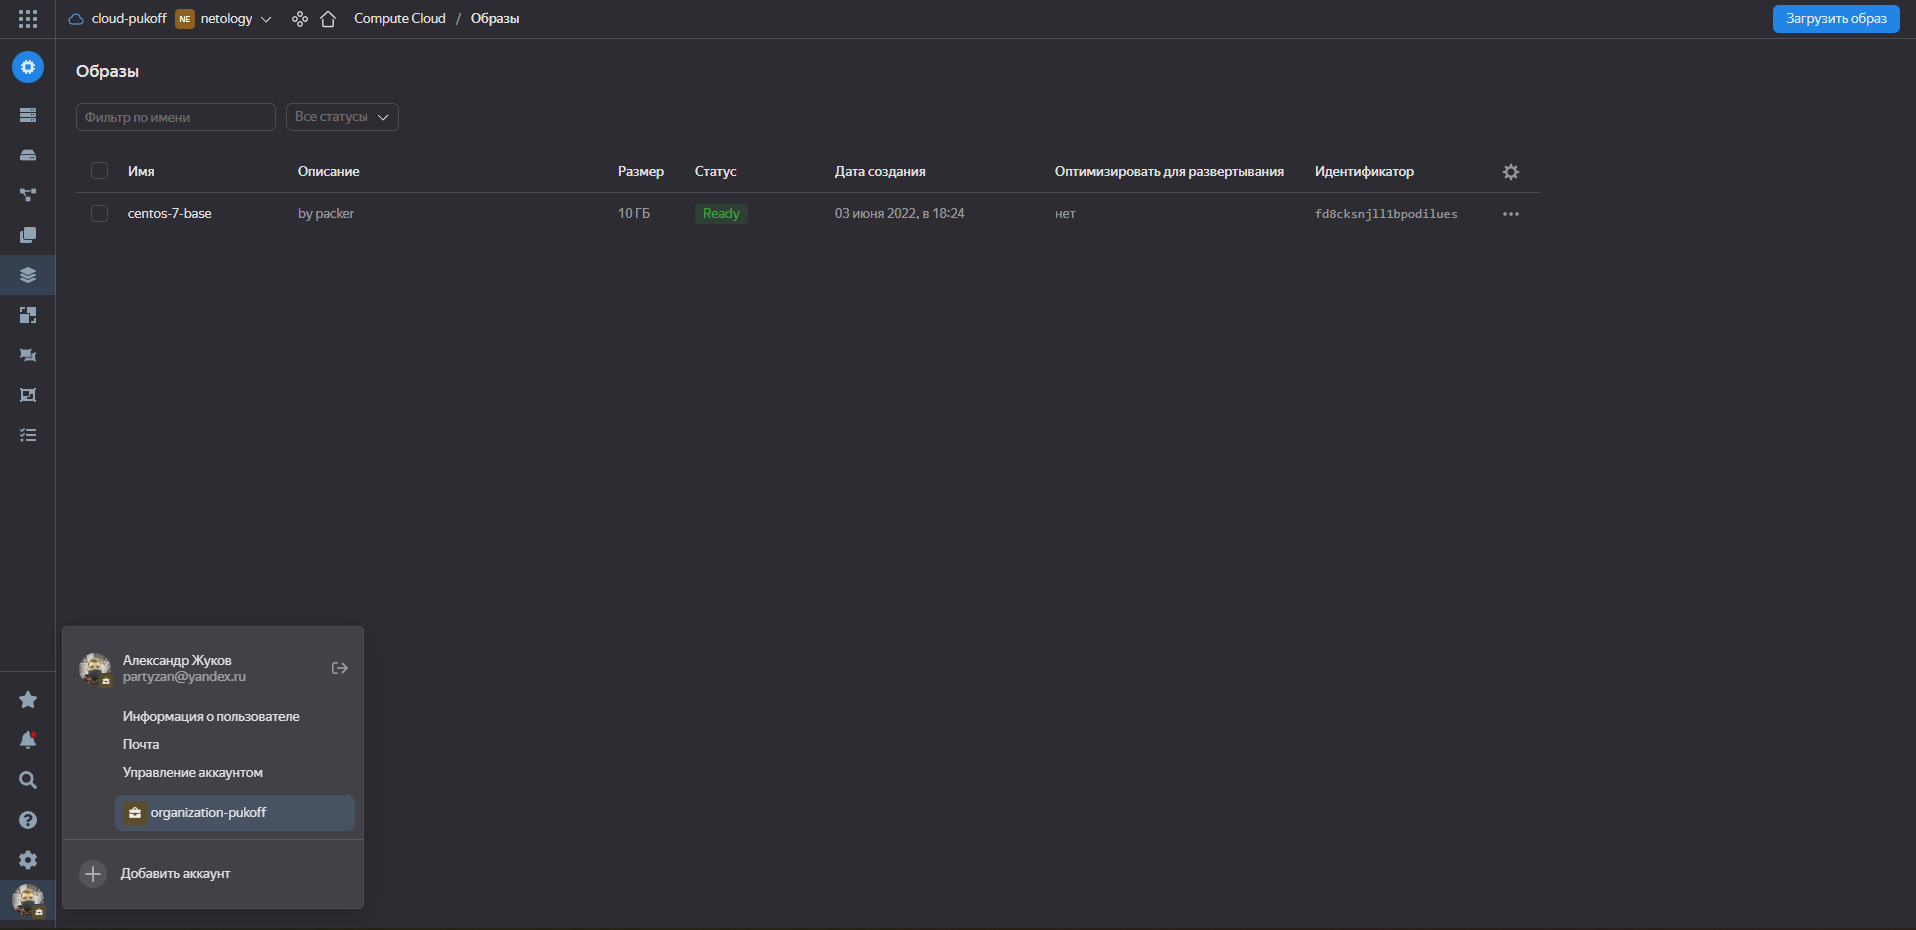 cloud-pukoff NE netology Compute Cloud / Образы Загрузить образ
Образы
Фильтр по имени Все статусы
Имя Описание Размер Статус Дата создания Оптимизировать для развертывания Идентификатор
centos-7-base by packer 10 ГБ Ready 03 июня 2022, в 18:24 нет fd8cksnjll1bpodilues
Александр Жуков
partyzan@yandex.ru
Информация о пользователе
Почта
Управление аккаунтом
organization-pukoff
Добавить аккаунт